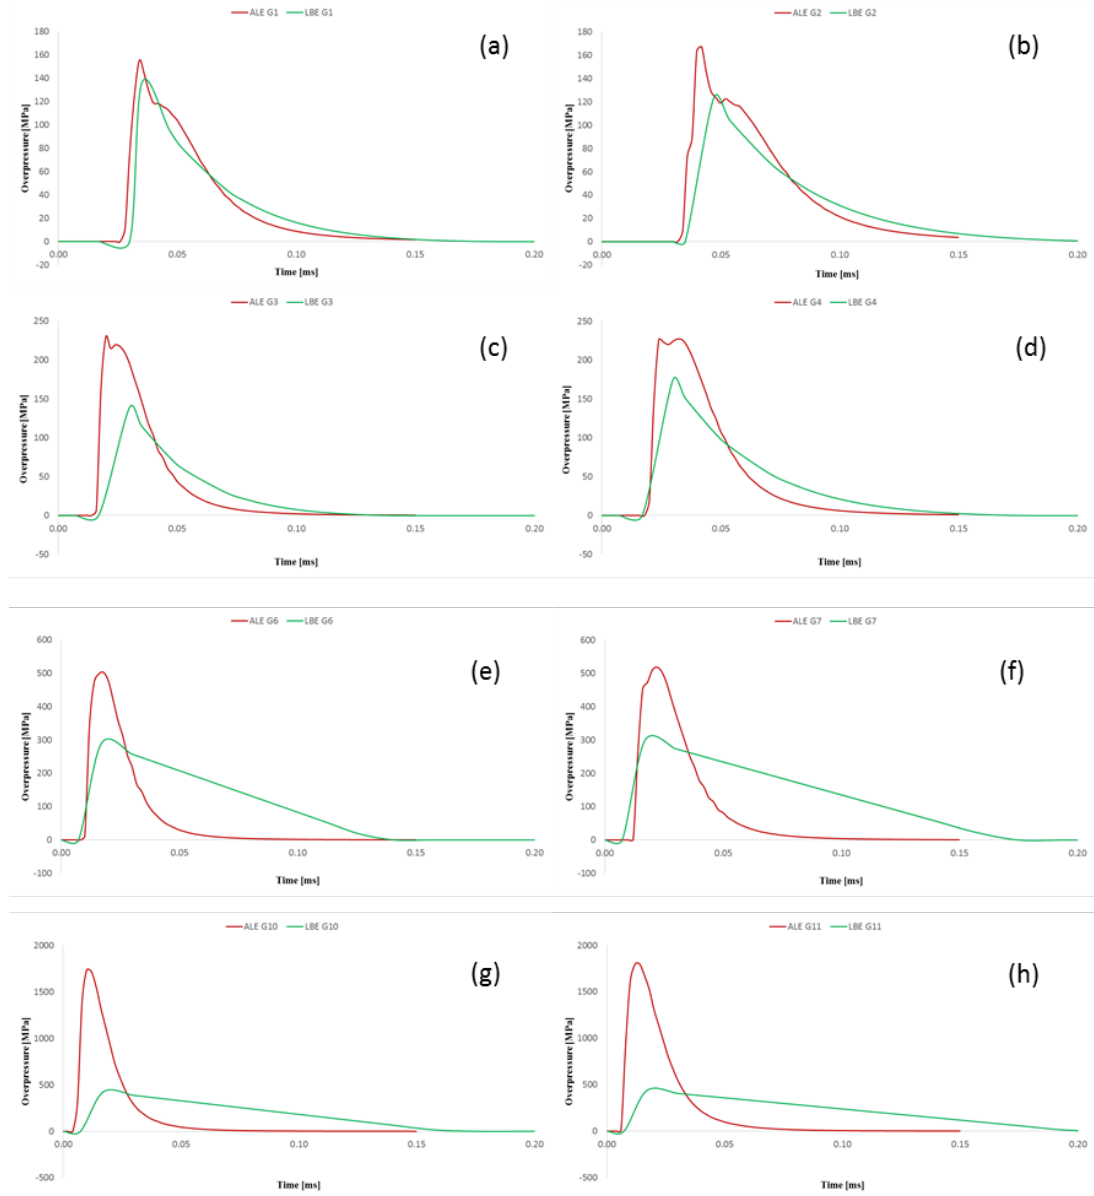 ALE G1 LBE G1
(a)
Overpressure [MPa]
180
160
140
120
100
80
60
40
20
0
-20
0.00 0.05 0.10 0.15 0.20
Time [ms]
ALE G2 LBE G2
(b)
Overpressure [MPa]
180
160
140
120
100
80
60
40
20
0
-20
0.00 0.05 0.10 0.15 0.20
Time [ms]
ALE G3 LBE G3
(c)
Overpressure [MPa]
250
200
150
100
50
0
-50
0.00 0.05 0.10 0.15 0.20
Time [ms]
ALE G4 LBE G4
(d)
Overpressure [MPa]
250
200
150
100
50
0
-50
0.00 0.05 0.10 0.15 0.20
Time [ms]
ALE G6 LBE G6
(e)
Overpressure [MPa]
600
500
400
300
200
100
0
-100
0.00 0.05 0.10 0.15 0.20
Time [ms]
ALE G7 LBE G7
(f)
Overpressure [MPa]
600
500
400
300
200
100
0
-100
0.00 0.05 0.10 0.15 0.20
Time [ms]
ALE G10 LBE G10
(g)
Overpressure [MPa]
2000
1500
1000
500
0
-500
0.00 0.05 0.10 0.15 0.20
Time [ms]
ALE G11 LBE G11
(h)
Overpressure [MPa]
2000
1500
1000
500
0
-500
0.00 0.05 0.10 0.15 0.20
Time [ms]